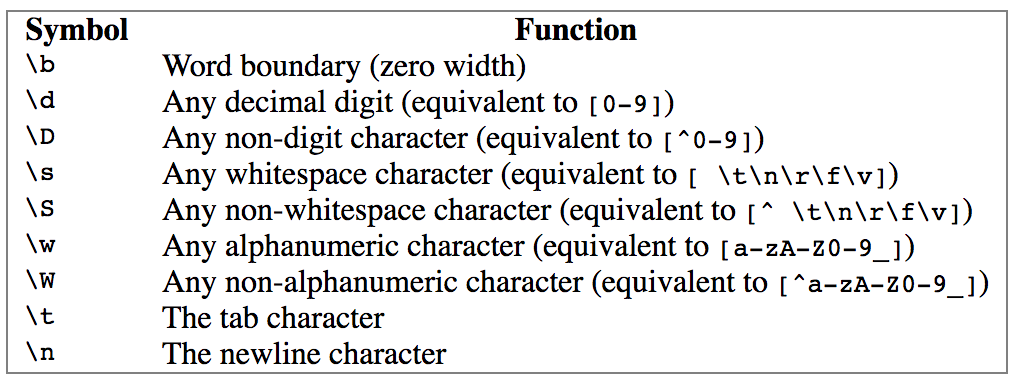 Symbol Function
\b Word boundary (zero width)
\d Any decimal digit (equivalent to [0-9])
\D Any non-digit character (equivalent to [^0-9])
\s Any whitespace character (equivalent to [ \t\n\r\f\v])
\S Any non-whitespace character (equivalent to [^ \t\n\r\f\v])
\w Any alphanumeric character (equivalent to [a-zA-Z0-9_])
\W Any non-alphanumeric character (equivalent to [^a-zA-Z0-9_])
\t The tab character
\n The newline character